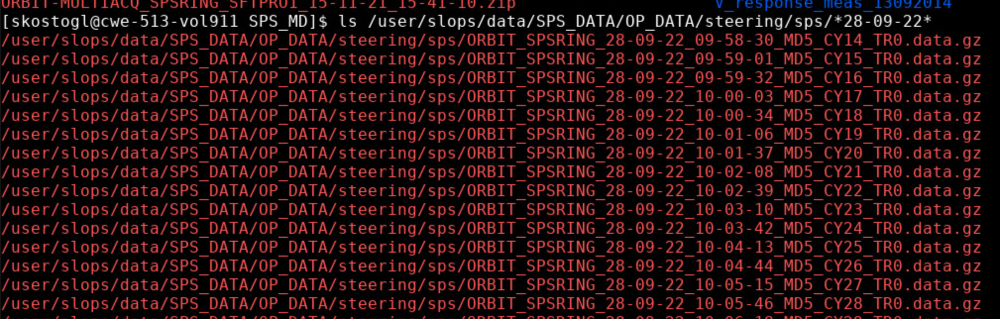 ORBIT-MULTIACQ_SPSRING_SFTPRO1_15-11-21_15-41-10.zip V_response_meas_13092014
[skostogl@cwe-513-vol911 SPS_MD]$ ls /user/slops/data/SPS_DATA/OP_DATA/steering/sps/*28-09-22*
/user/slops/data/SPS_DATA/OP_DATA/steering/sps/ORBIT_SPSRING_28-09-22_09-58-30_MD5_CY14_TR0.data.gz
/user/slops/data/SPS_DATA/OP_DATA/steering/sps/ORBIT_SPSRING_28-09-22_09-59-01_MD5_CY15_TR0.data.gz
/user/slops/data/SPS_DATA/OP_DATA/steering/sps/ORBIT_SPSRING_28-09-22_09-59-32_MD5_CY16_TR0.data.gz
/user/slops/data/SPS_DATA/OP_DATA/steering/sps/ORBIT_SPSRING_28-09-22_10-00-03_MD5_CY17_TR0.data.gz
/user/slops/data/SPS_DATA/OP_DATA/steering/sps/ORBIT_SPSRING_28-09-22_10-00-34_MD5_CY18_TR0.data.gz
/user/slops/data/SPS_DATA/OP_DATA/steering/sps/ORBIT_SPSRING_28-09-22_10-01-06_MD5_CY19_TR0.data.gz
/user/slops/data/SPS_DATA/OP_DATA/steering/sps/ORBIT_SPSRING_28-09-22_10-01-37_MD5_CY20_TR0.data.gz
/user/slops/data/SPS_DATA/OP_DATA/steering/sps/ORBIT_SPSRING_28-09-22_10-02-08_MD5_CY21_TR0.data.gz
/user/slops/data/SPS_DATA/OP_DATA/steering/sps/ORBIT_SPSRING_28-09-22_10-02-39_MD5_CY22_TR0.data.gz
/user/slops/data/SPS_DATA/OP_DATA/steering/sps/ORBIT_SPSRING_28-09-22_10-03-10_MD5_CY23_TR0.data.gz
/user/slops/data/SPS_DATA/OP_DATA/steering/sps/ORBIT_SPSRING_28-09-22_10-03-42_MD5_CY24_TR0.data.gz
/user/slops/data/SPS_DATA/OP_DATA/steering/sps/ORBIT_SPSRING_28-09-22_10-04-13_MD5_CY25_TR0.data.gz
/user/slops/data/SPS_DATA/OP_DATA/steering/sps/ORBIT_SPSRING_28-09-22_10-04-44_MD5_CY26_TR0.data.gz
/user/slops/data/SPS_DATA/OP_DATA/steering/sps/ORBIT_SPSRING_28-09-22_10-05-15_MD5_CY27_TR0.data.gz
/user/slops/data/SPS_DATA/OP_DATA/steering/sps/ORBIT_SPSRING_28-09-22_10-05-46_MD5_CY28_TR0.data.gz